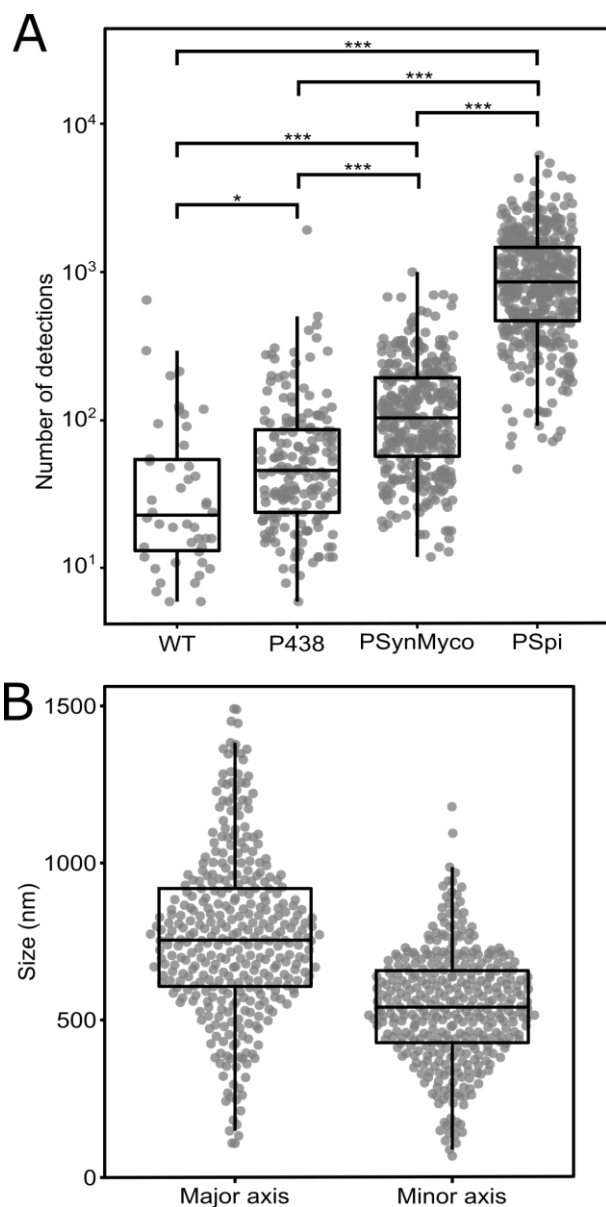 A
***
***
***
***
***
*
Number of detections
10⁴
10³
10²
10¹
WT P438 PSynMyco PSpi
B
Size (nm)
1500
1000
500
0
Major axis Minor axis